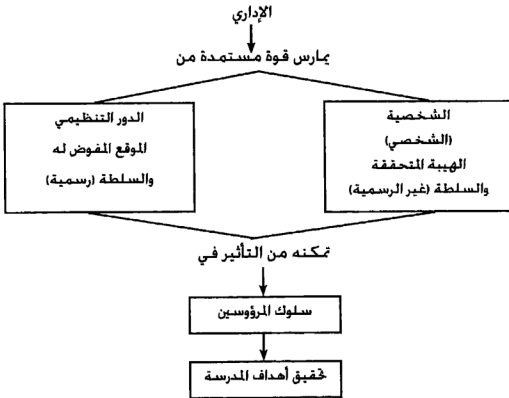 الإداري
يمارس قوة مستمدة من
الشخصية
(الشخصي)
الهيبة المتحققة
والسلطة (غير الرسمية)
الدور التنظيمي
الموقع المفوض له
والسلطة (رسمية)
تمكنه من التأثير في
سلوك المرؤوسين
تحقيق أهداف المدرسة